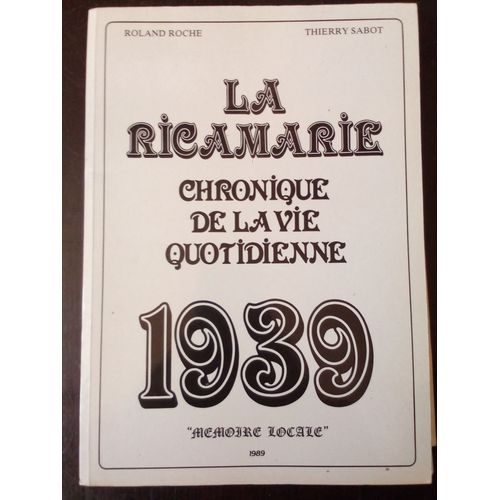 ROLAND ROCHE
THIERRY SABOT
LA
RICAMARIE
CHRONIQUE
DE LA VIE
QUOTIDIENNE
1939
"MEMOIRE LOCALE"
1989